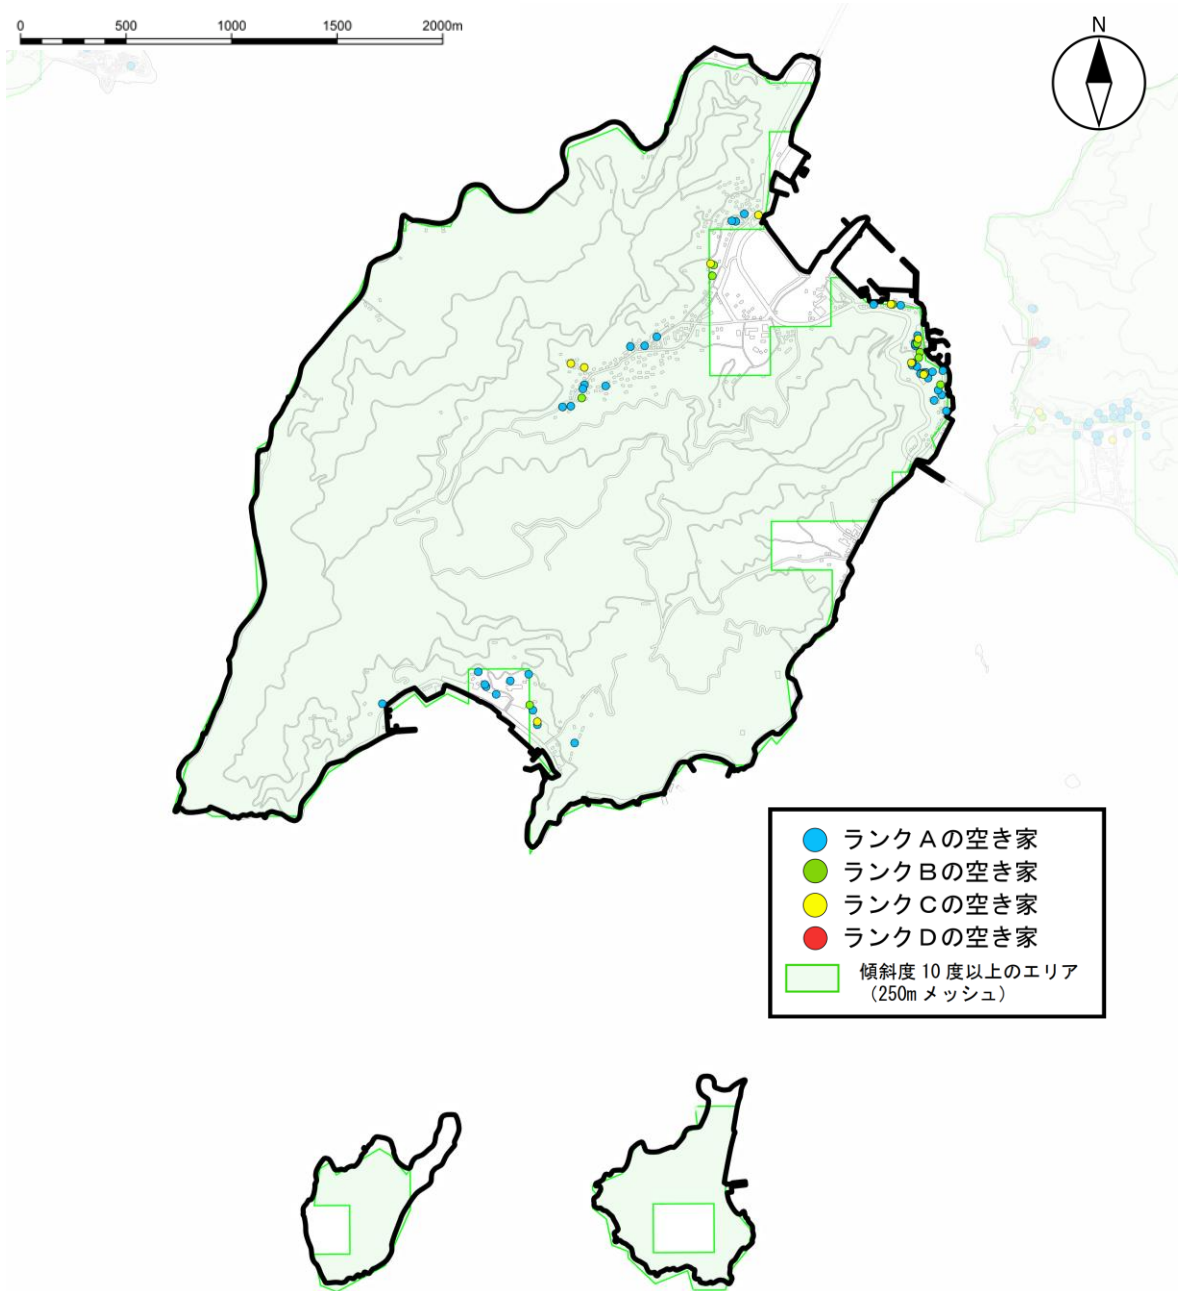 0 500 1000 1500 2000m
N
ランクAの空き家
ランクBの空き家
ランクCの空き家
ランクDの空き家
傾斜度 10 度以上のエリア
(250m メッシュ)